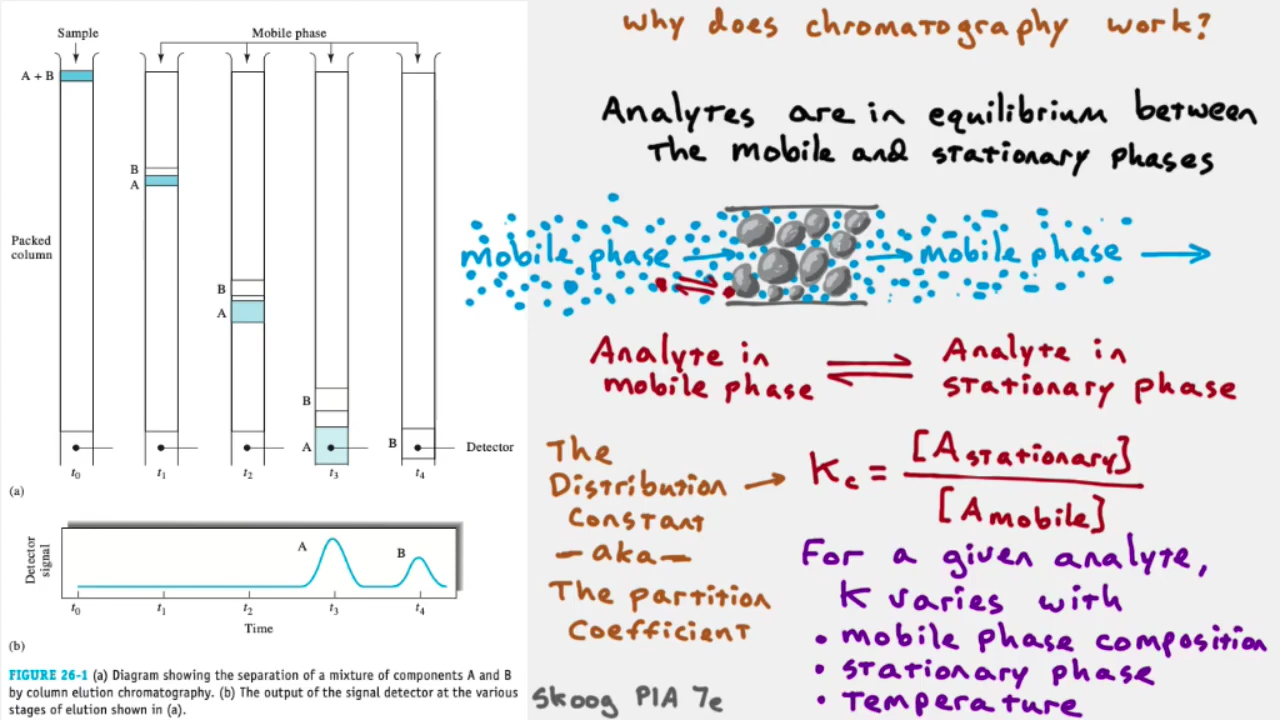 Sample
Mobile phase
A + B
B
A
Packed
column
B
A
B
A
B
Detector
t0
t1
t2
t3
t4
(a)
Detector
signal
A
B
t0
t1
t2
t3
t4
Time
(b)
FIGURE 26-1 (a) Diagram showing the separation of a mixture of components A and B
by column elution chromatography. (b) The output of the signal detector at the various
stages of elution shown in (a).
Why does chromatography work?
Analytes are in equilibrium between
the mobile and stationary phases
mobile phase → → mobile phase →
Analyte in
mobile phase
⇌
Analyte in
stationary phase
The
Distribution
Constant
— aka —
The partition
Coefficient
→ Kc = [A stationary] / [A mobile]
For a given analyte,
K varies with
• mobile phase composition
• stationary phase
• Temperature
Skoog PIA 7e